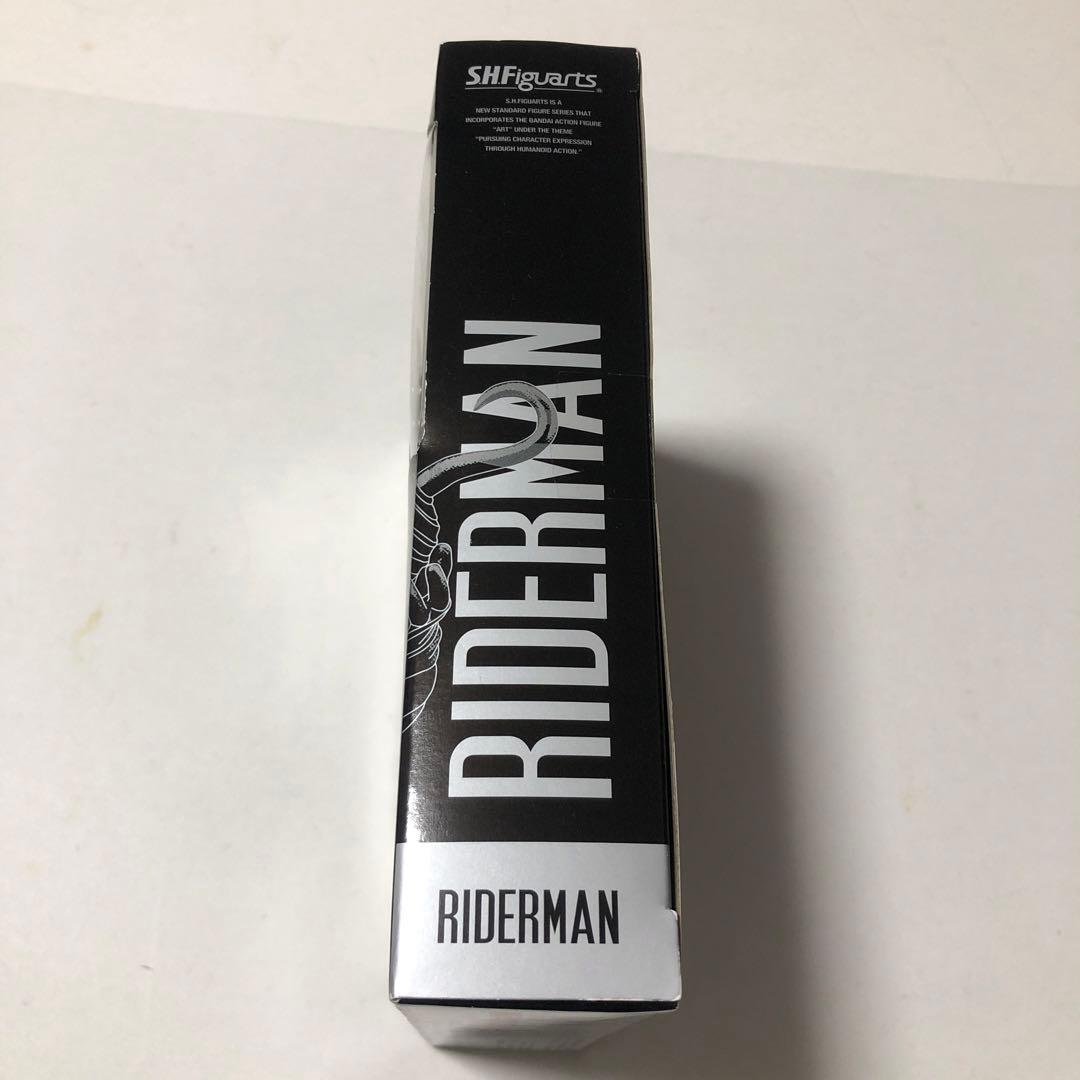 S.H.Figuarts®
S.H.FIGUARTS IS A
NEW STANDARD FIGURE SERIES THAT
INCORPORATES THE BANDAI ACTION FIGURE
"ART" UNDER THE THEME
"PURSUING CHARACTER EXPRESSION
THROUGH HUMANOID ACTION."
RIDERMAN
RIDERMAN